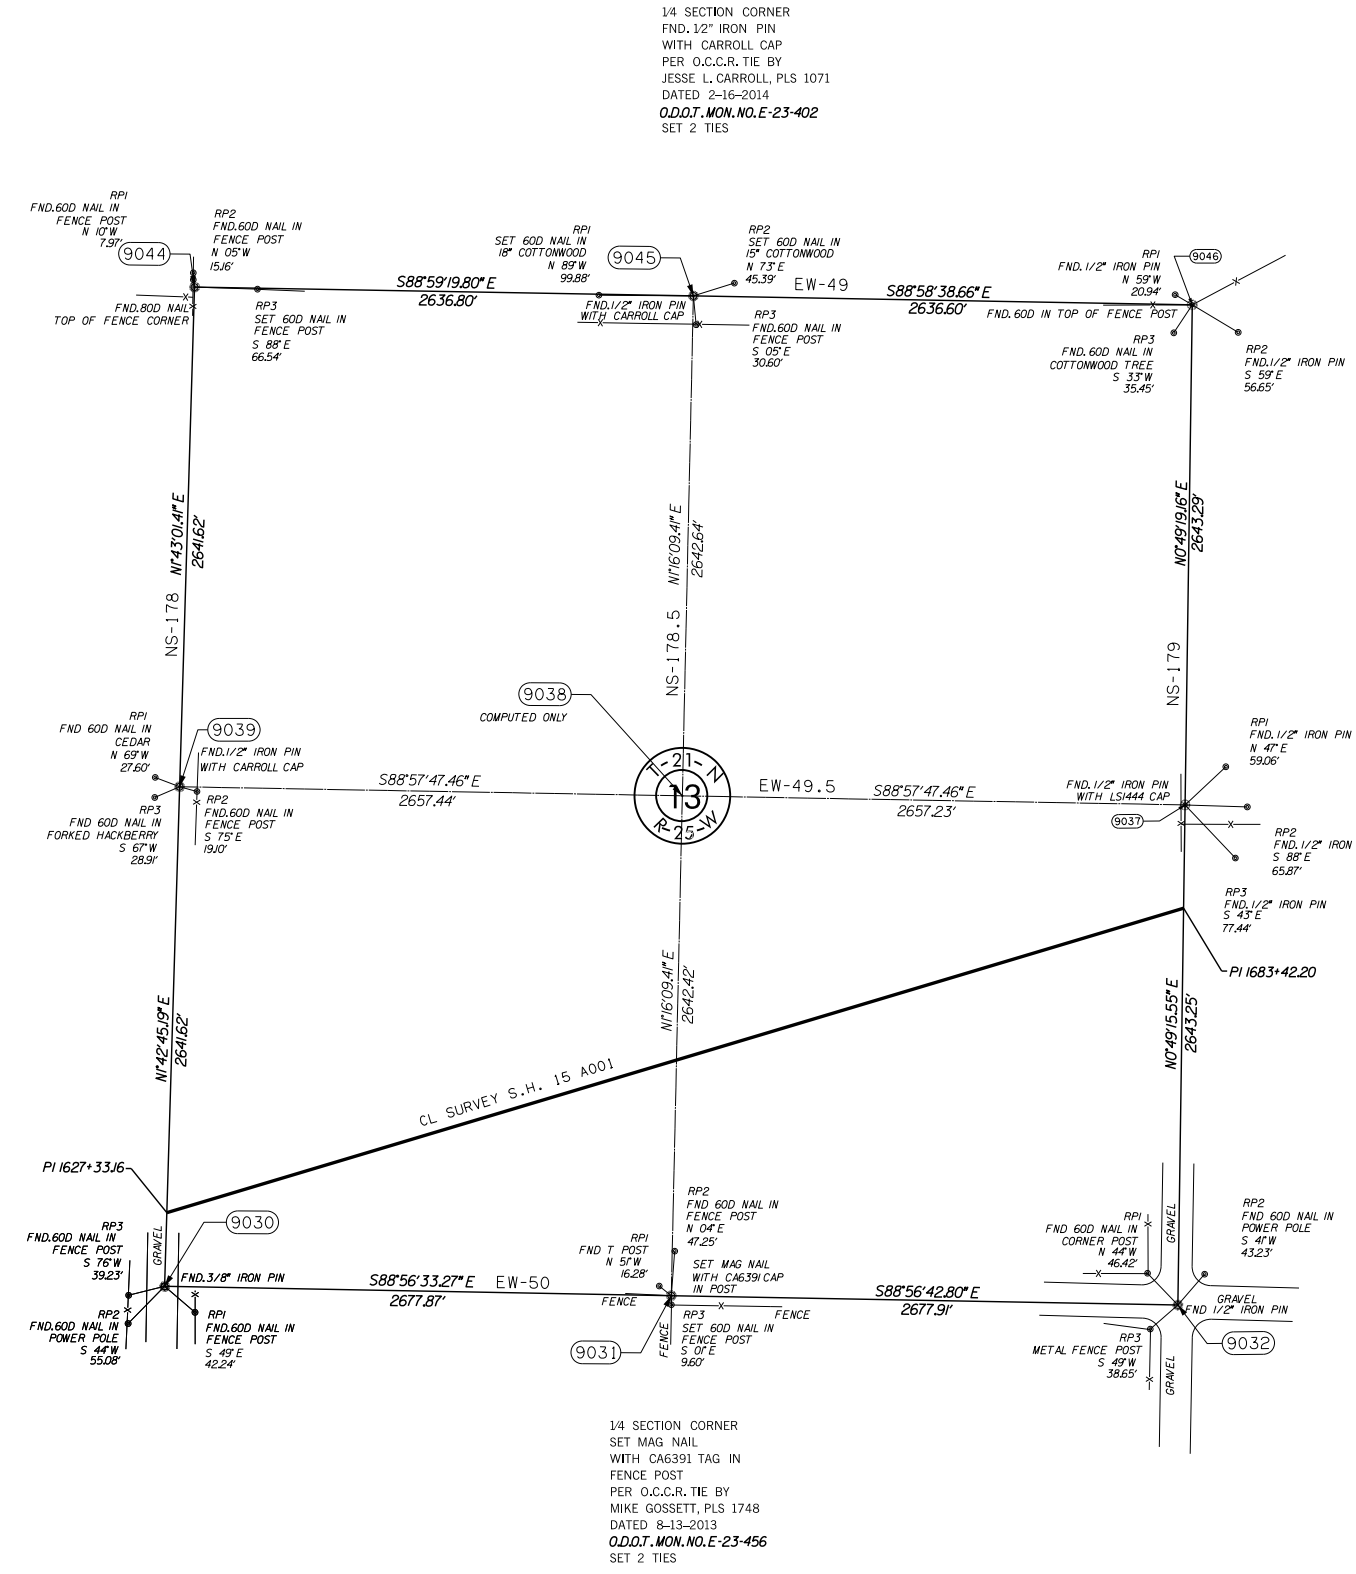 1/4 SECTION CORNER
FND. 1/2" IRON PIN
WITH CARROLL CAP
PER O.C.C.R. TIE BY
JESSE L. CARROLL, PLS 1071
DATED 2-16-2014
O.D.O.T. MON. NO. E-23-402
SET 2 TIES
RP1
FND. 60D NAIL IN
FENCE POST
N 10°W
7.97'
9044
RP2
FND. 60D NAIL IN
FENCE POST
N 05°W
15.16'
FND. 80D NAIL
TOP OF FENCE CORNER
RP3
SET 60D NAIL IN
FENCE POST
S 88°E
66.54'
S88°59'19.80" E
2636.80'
RP1
SET 60D NAIL IN
18" COTTONWOOD
N 89°W
99.88'
9045
RP2
SET 60D NAIL IN
15" COTTONWOOD
N 73°E
45.39'
EW-49
FND. 1/2" IRON PIN
WITH CARROLL CAP
RP3
FND. 60D NAIL IN
FENCE POST
S 05°E
30.60'
S88°58'38.66" E
2636.60'
RP1
FND. 1/2" IRON PIN
N 59°W
20.94'
9046
FND. 60D IN TOP OF FENCE POST
RP3
FND. 60D NAIL IN
COTTONWOOD TREE
S 33°W
35.45'
RP2
FND. 1/2" IRON PIN
S 59°E
56.65'
N1°43'01.41" E
2641.62'
NS-178
N1°16'09.41" E
2642.64'
NS-178.5
N0°49'19.16" E
2643.29'
NS-179
9038
COMPUTED ONLY
RP1
FND 60D NAIL IN
CEDAR
N 69°W
27.60'
9039
FND. 1/2" IRON PIN
WITH CARROLL CAP
RP3
FND 60D NAIL IN
FORKED HACKBERRY
S 67°W
28.91'
RP2
FND. 60D NAIL IN
FENCE POST
S 75°E
19.10'
S88°57'47.46" E
2657.44'
T-21-N
13
R-25-W
EW-49.5
S88°57'47.46" E
2657.23'
FND. 1/2" IRON PIN
WITH LS1444 CAP
9037
RP1
FND. 1/2" IRON PIN
N 47°E
59.06'
RP2
FND. 1/2" IRON
S 88°E
65.87'
RP3
FND. 1/2" IRON PIN
S 43°E
77.44'
PI 1683+42.20
N1°42'45.19" E
2641.62'
N1°16'09.41" E
2642.42'
N0°49'15.55" E
2643.25'
CL SURVEY S.H. 15 A001
PI 1627+33.16
RP3
FND. 60D NAIL IN
FENCE POST
S 76°W
39.23'
GRAVEL
9030
FND. 3/8" IRON PIN
RP2
FND. 60D NAIL IN
POWER POLE
S 44°W
55.08'
RP1
FND. 60D NAIL IN
FENCE POST
S 49°E
42.24'
S88°56'33.27" E
2677.87'
EW-50
RP1
FND T POST
N 51°W
16.28'
RP2
FND 60D NAIL IN
FENCE POST
N 04°E
47.25'
SET MAG NAIL
WITH CA6391 CAP
IN POST
FENCE
FENCE
FENCE
9031
RP3
SET 60D NAIL IN
FENCE POST
S 01°E
9.60'
S88°56'42.80" E
2677.91'
RP1
FND 60D NAIL IN
CORNER POST
N 44°W
46.42'
GRAVEL
RP2
FND 60D NAIL IN
POWER POLE
S 41°W
43.23'
GRAVEL
FND 1/2" IRON PIN
9032
RP3
METAL FENCE POST
S 49°W
38.65'
GRAVEL
1/4 SECTION CORNER
SET MAG NAIL
WITH CA6391 TAG IN
FENCE POST
PER O.C.C.R. TIE BY
MIKE GOSSETT, PLS 1748
DATED 8-13-2013
O.D.O.T. MON. NO. E-23-456
SET 2 TIES